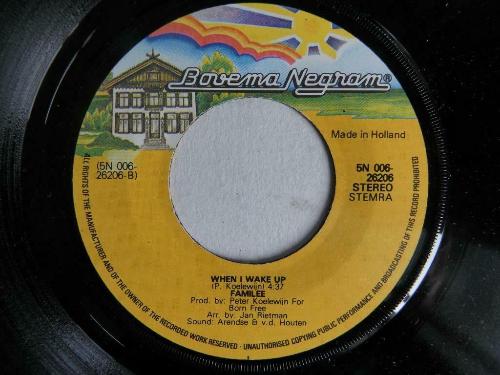 Bovema Negram®
Made in Holland
(5N 006-
26206-B)
5N 006-
26206
STEREO
STEMRA
WHEN I WAKE UP
(P. Koelewijn) 4:37
FAMILEE
Prod. by: Peter Koelewijn For
Born Free
Arr. by: Jan Rietman
Sound: Arendse & v.d. Houten
ALL RIGHTS OF THE MANUFACTURER AND OF THE OWNER OF THE RECORDED WORK RESERVED - UNAUTHORISED COPYING PUBLIC PERFORMANCE AND BROADCASTING OF THIS RECORD PROHIBITED